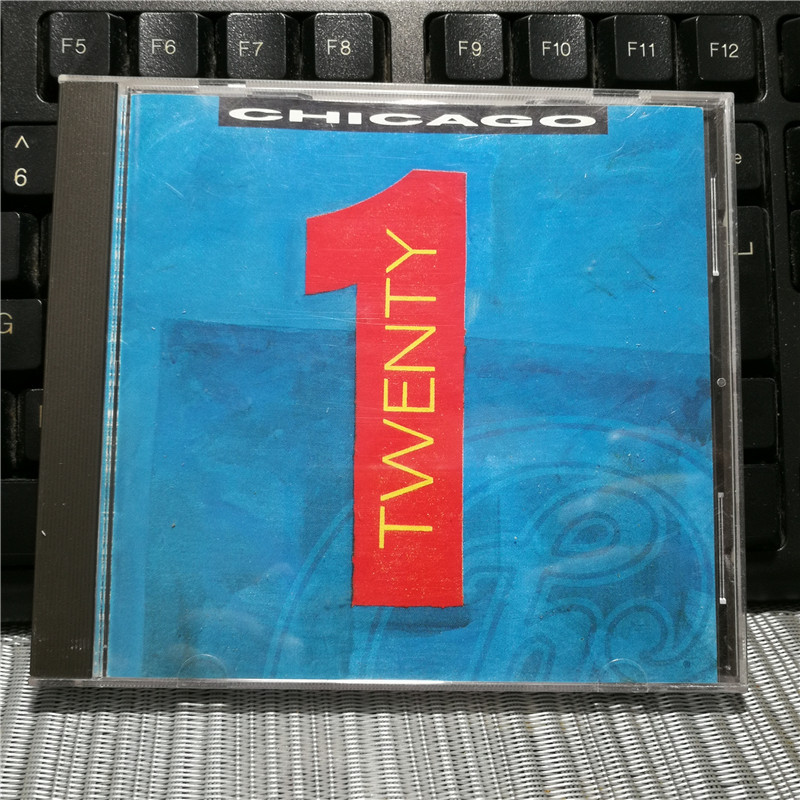 F5 F6 F7 F8 F9 F10 F11 F12
^
6
e
G
CHICAGO
1
TWENTY